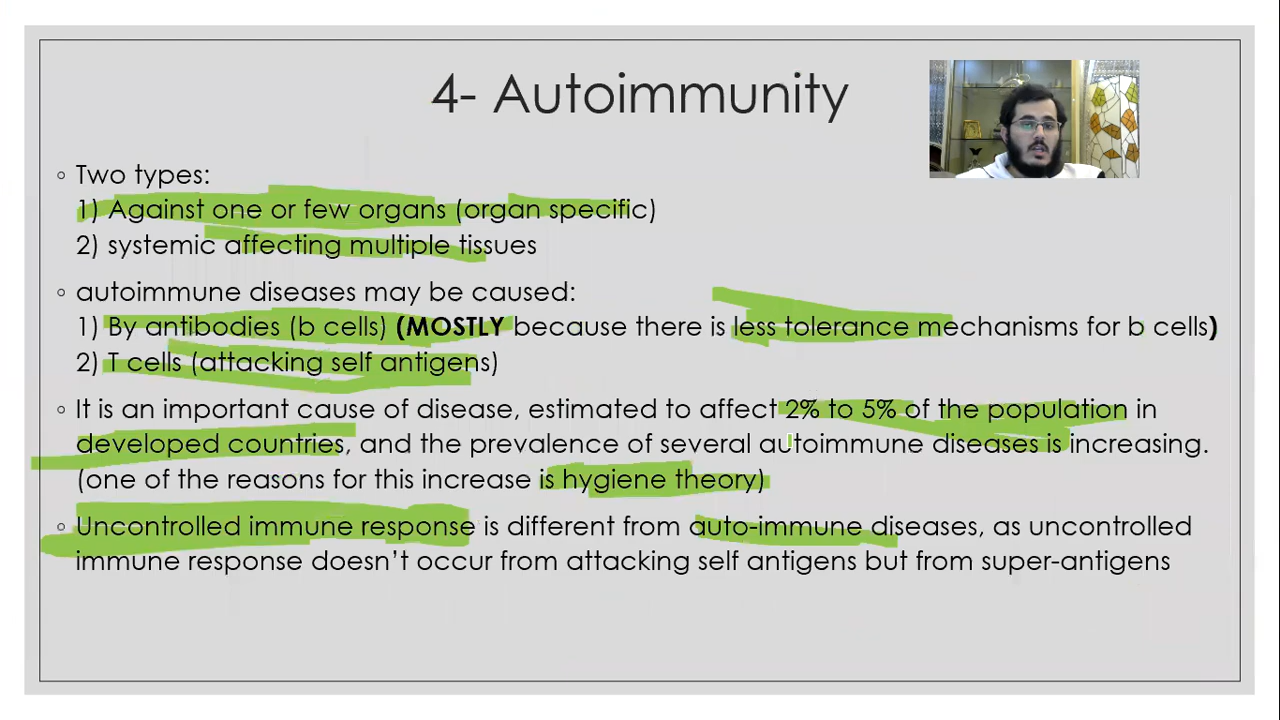 4- Autoimmunity
◦ Two types:
1) Against one or few organs (organ specific)
2) systemic affecting multiple tissues
◦ autoimmune diseases may be caused:
1) By antibodies (b cells) (MOSTLY because there is less tolerance mechanisms for b cells)
2) T cells (attacking self antigens)
◦ It is an important cause of disease, estimated to affect 2% to 5% of the population in
developed countries, and the prevalence of several autoimmune diseases is increasing.
(one of the reasons for this increase is hygiene theory)
◦ Uncontrolled immune response is different from auto-immune diseases, as uncontrolled
immune response doesn't occur from attacking self antigens but from super-antigens